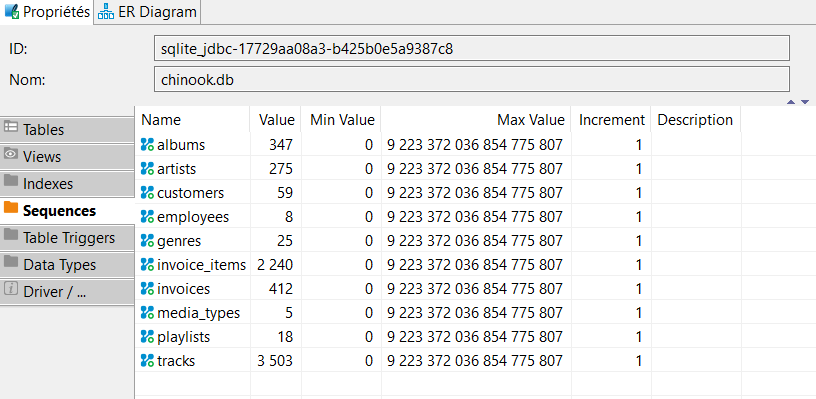 Propriétés ER Diagram
ID: sqlite_jdbc-17729aa08a3-b425b0e5a9387c8
Nom: chinook.db
Tables
Views
Indexes
Sequences
Table Triggers
Data Types
Driver / ...
Name Value Min Value Max Value Increment Description
albums 347 0 9 223 372 036 854 775 807 1
artists 275 0 9 223 372 036 854 775 807 1
customers 59 0 9 223 372 036 854 775 807 1
employees 8 0 9 223 372 036 854 775 807 1
genres 25 0 9 223 372 036 854 775 807 1
invoice_items 2 240 0 9 223 372 036 854 775 807 1
invoices 412 0 9 223 372 036 854 775 807 1
media_types 5 0 9 223 372 036 854 775 807 1
playlists 18 0 9 223 372 036 854 775 807 1
tracks 3 503 0 9 223 372 036 854 775 807 1